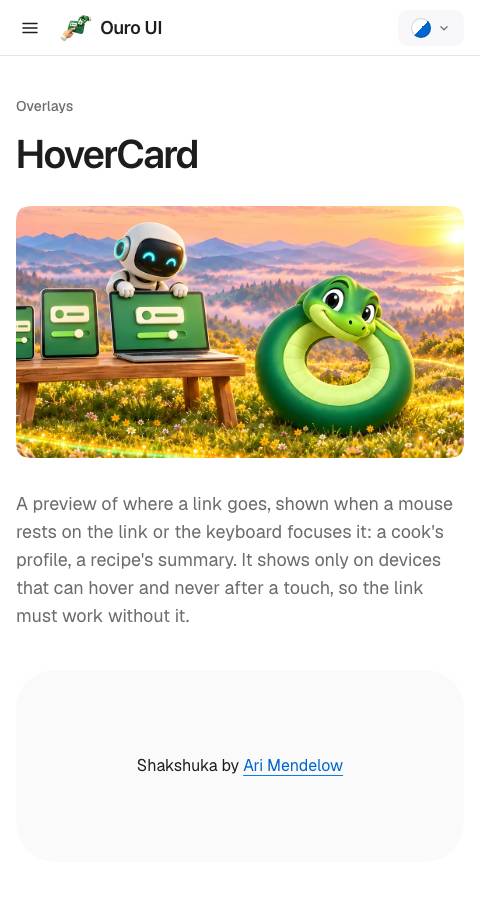 Ouro UI
Overlays
HoverCard
A preview of where a link goes, shown when a mouse
rests on the link or the keyboard focuses it: a cook's
profile, a recipe's summary. It shows only on devices
that can hover and never after a touch, so the link
must work without it.
Shakshuka by Ari Mendelow